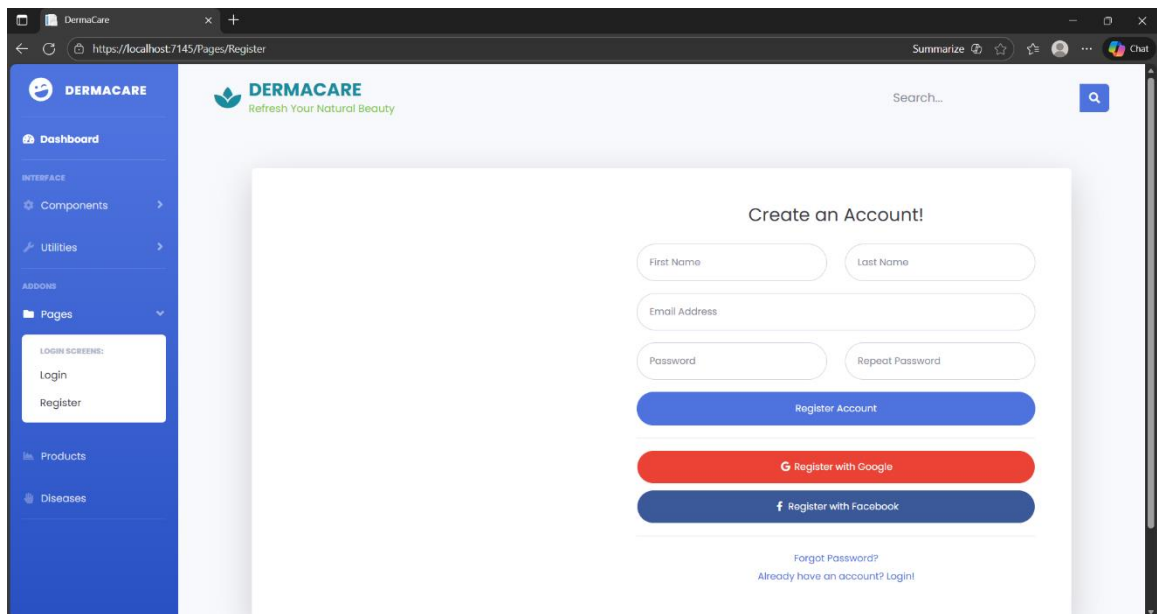 DermaCare
https://localhost:7145/Pages/Register
Summarize
Chat
DERMACARE
Dashboard
INTERFACE
Components
Utilities
ADDONS
Pages
LOGIN SCREENS:
Login
Register
Products
Diseases
DERMACARE
Refresh Your Natural Beauty
Search...
Create an Account!
First Name
Last Name
Email Address
Password
Repeat Password
Register Account
G Register with Google
f Register with Facebook
Forgot Password?
Already have an account? Login!